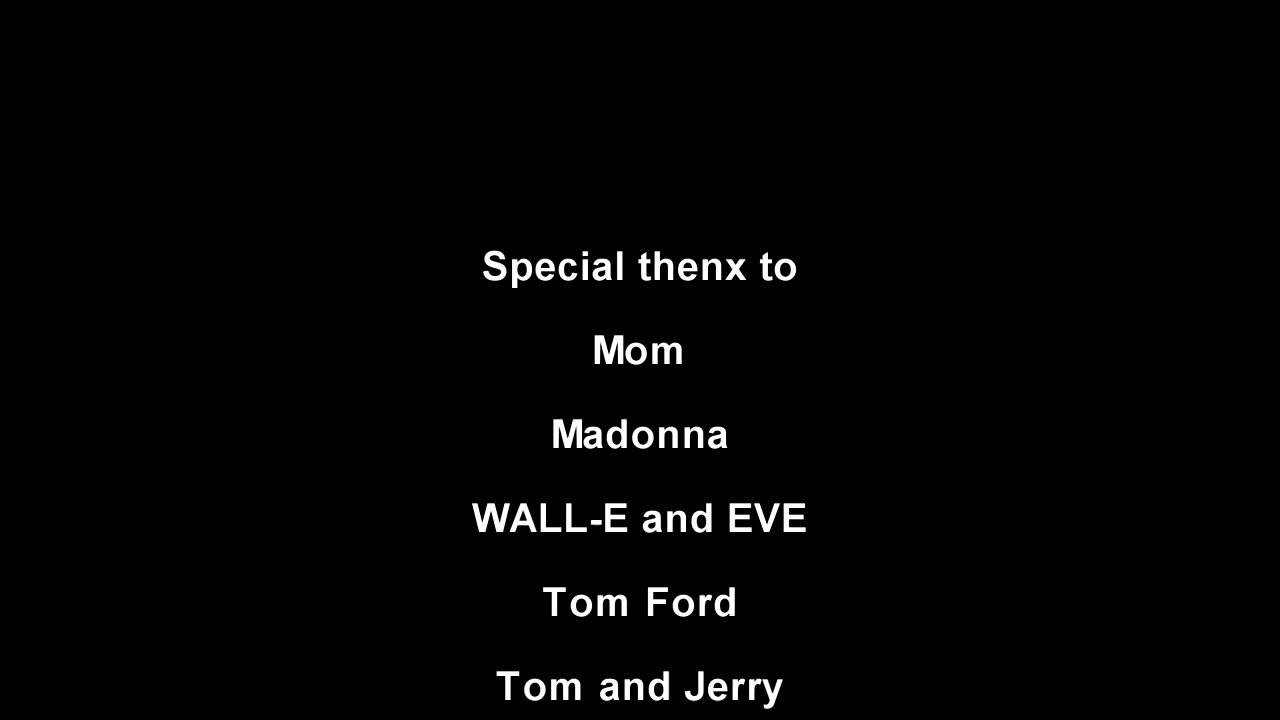 Special thenx to
Mom
Madonna
WALL-E and EVE
Tom Ford
Tom and Jerry